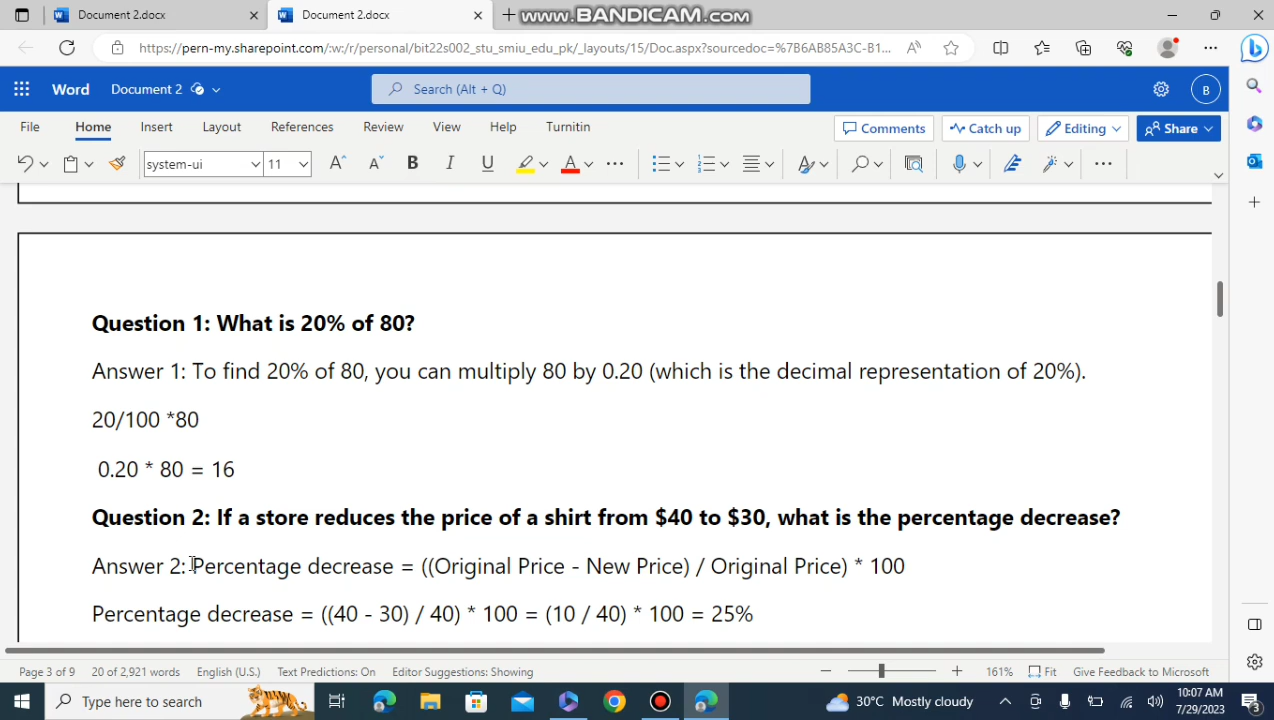 Document 2.docx
Document 2.docx
www.BANDICAM.com
https://pern-my.sharepoint.com/:w:/r/personal/bit22s002_stu_smiu_edu_pk/_layouts/15/Doc.aspx?sourcedoc=%7B6AB85A3C-B1...
Word Document 2 Search (Alt + Q) B
File Home Insert Layout References Review View Help Turnitin Comments Catch up Editing Share
system-ui 11 B I U A
Question 1: What is 20% of 80?
Answer 1: To find 20% of 80, you can multiply 80 by 0.20 (which is the decimal representation of 20%).
20/100 *80
0.20 * 80 = 16
Question 2: If a store reduces the price of a shirt from $40 to $30, what is the percentage decrease?
Answer 2: Percentage decrease = ((Original Price - New Price) / Original Price) * 100
Percentage decrease = ((40 - 30) / 40) * 100 = (10 / 40) * 100 = 25%
Page 3 of 9 20 of 2,921 words English (U.S.) Text Predictions: On Editor Suggestions: Showing 161% Fit Give Feedback to Microsoft
Type here to search 30°C Mostly cloudy 10:07 AM
7/29/2023 3